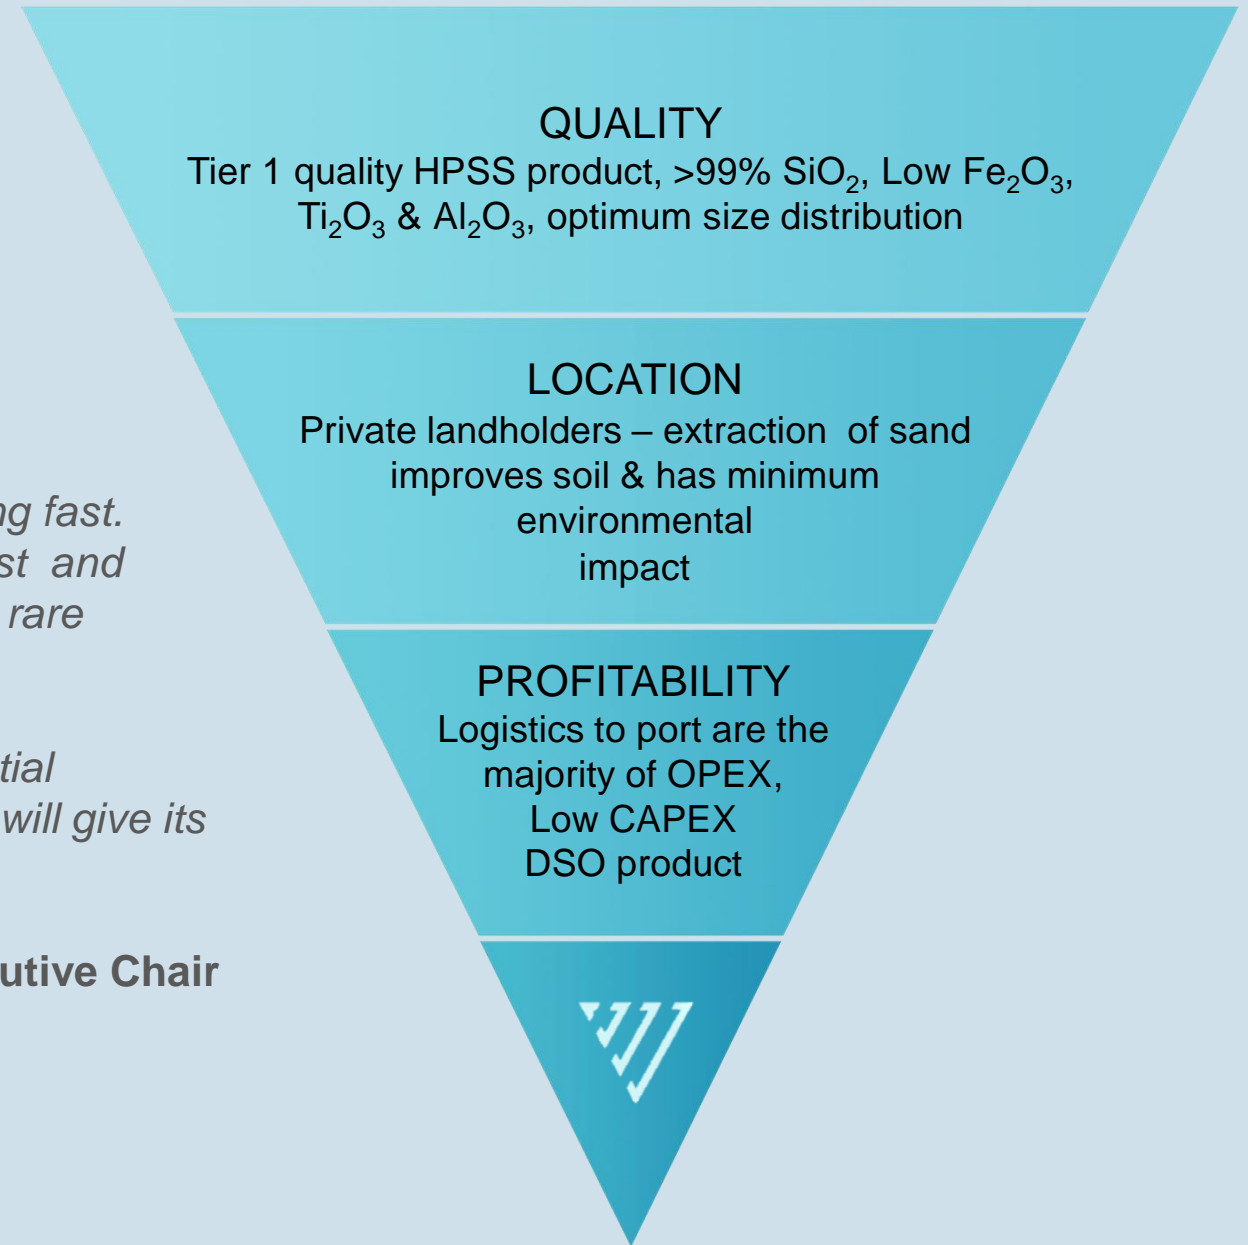 QUALITY
Tier 1 quality HPSS product, >99% SiO₂, Low Fe₂O₃,
Ti₂O₃ & Al₂O₃, optimum size distribution
LOCATION
Private landholders – extraction of sand
improves soil & has minimum
environmental
impact
PROFITABILITY
Logistics to port are the
majority of OPEX,
Low CAPEX
DSO product
ng fast.
st and
rare
tial
will give its
utive Chair